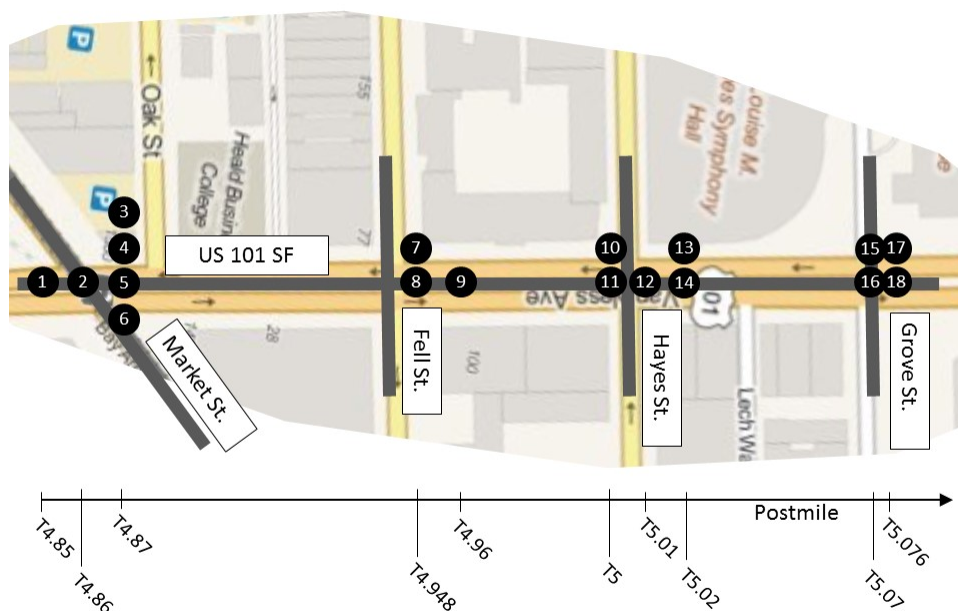 P
Oak St
155
Louise M.
es Symphony
Hall
Heald Busin
College
P
3
4
77
7
10
13
15
17
US 101 SF
1
2
5
8
9
11
12
14
16
18
6
Van
ess Ave
101
28
100
Market St.
Fell St.
Hayes St.
Grove St.
Lech Wa
Postmile
T4.85
T4.86
T4.87
T4.948
T4.96
T5
T5.01
T5.02
T5.07
T5.076